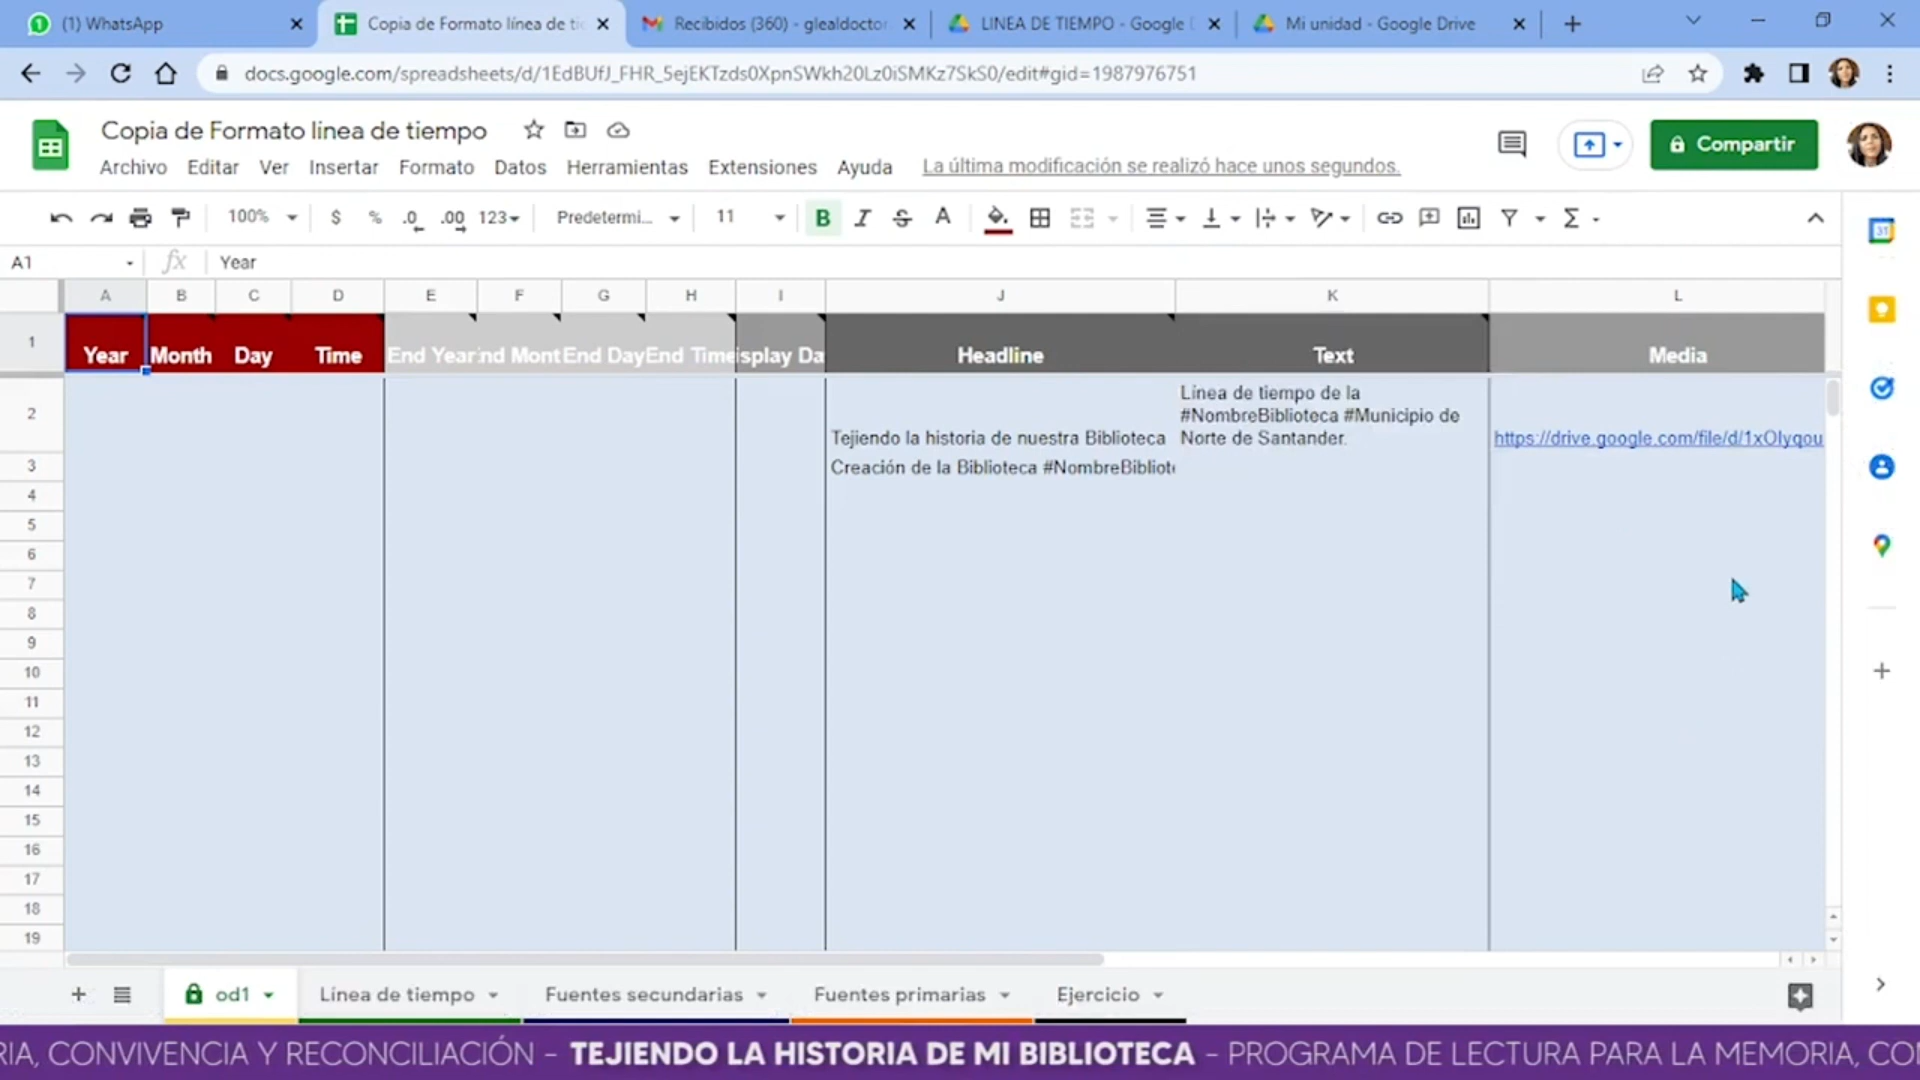 (1) WhatsApp
Copia de Formato línea de ti
Recibidos (360) - glealdoctor
LINEA DE TIEMPO - Google
Mi unidad - Google Drive
docs.google.com/spreadsheets/d/1EdBUfJ_FHR_5ejEKTzds0XpnSWkh20Lz0iSMKz7SkS0/edit#gid=1987976751
Copia de Formato línea de tiempo
Archivo Editar Ver Insertar Formato Datos Herramientas Extensiones Ayuda La última modificación se realizó hace unos segundos.
Compartir
100% $ % .0 .00 123 Predetermi... 11 B I S A
31
A1 fx Year
A B C D E F G H I J K L
1 Year Month Day Time End Year nd Mont End Day End Time isplay Da Headline Text Media
2 Tejiendo la historia de nuestra Biblioteca
Línea de tiempo de la
#NombreBiblioteca #Municipio de
Norte de Santander.
https://drive.google.com/file/d/1xOlyqou
3 Creación de la Biblioteca #NombreBibliote
4
5
6
7
8
9
10
11
12
13
14
15
16
17
18
19
od1 Línea de tiempo Fuentes secundarias Fuentes primarias Ejercicio
RIA, CONVIVENCIA Y RECONCILIACIÓN - TEJIENDO LA HISTORIA DE MI BIBLIOTECA - PROGRAMA DE LECTURA PARA LA MEMORIA, CO